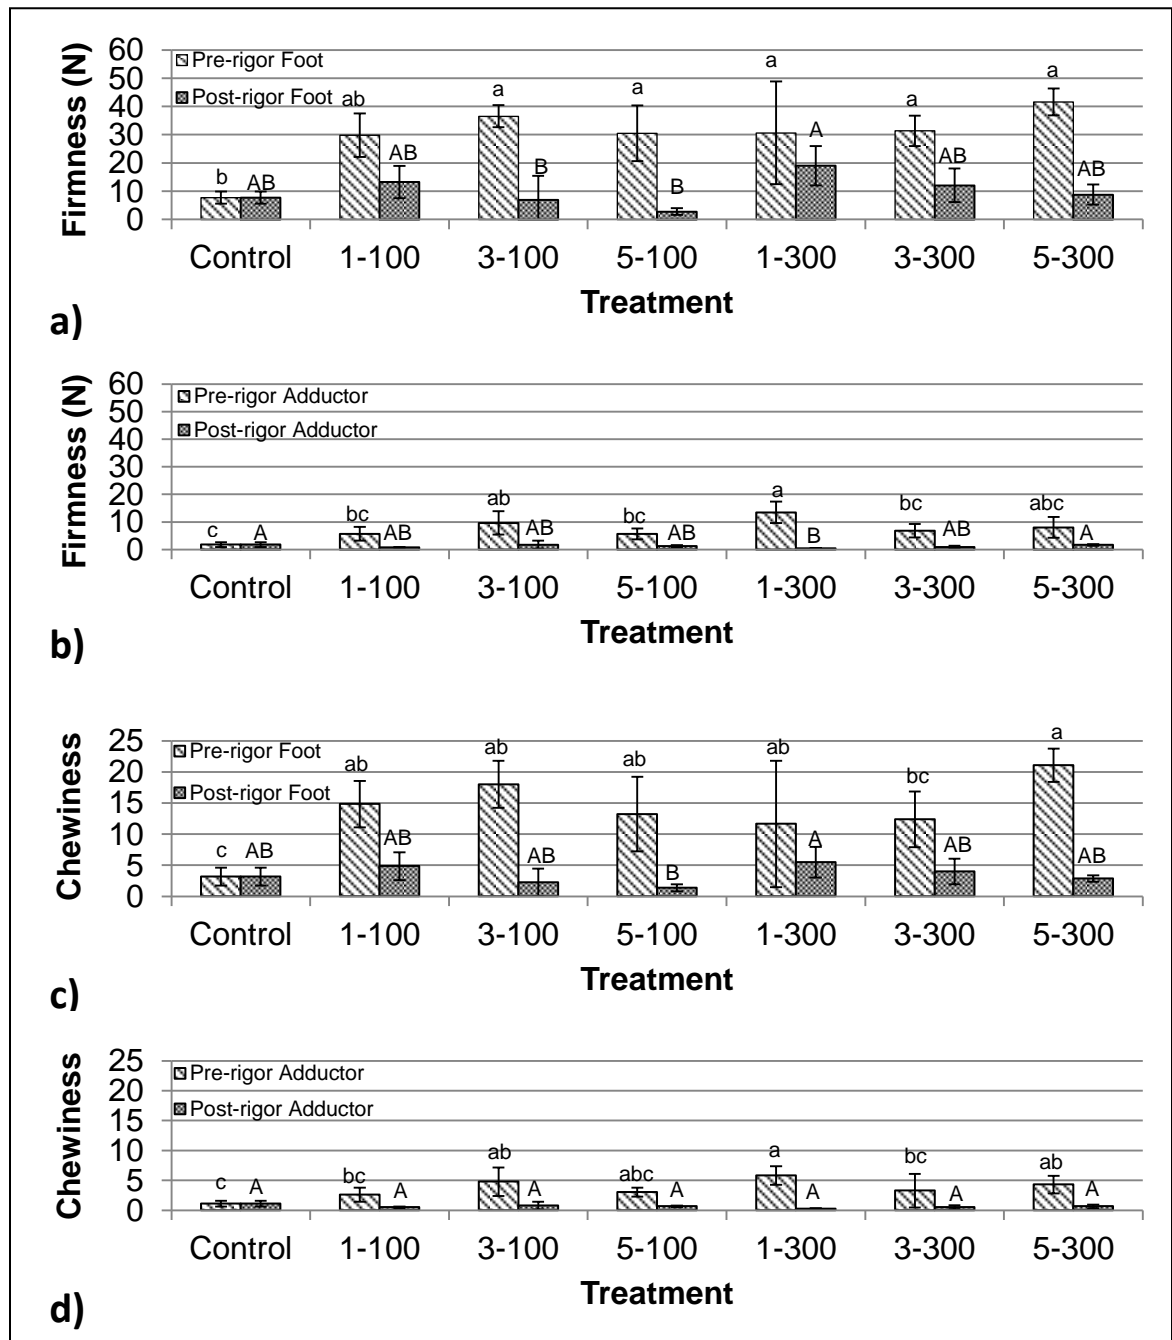 Firmness (N)
60
50
40
30
20
10
0
Pre-rigor Foot
Post-rigor Foot
b AB ab AB a B a B a A a AB a AB
Control 1-100 3-100 5-100 1-300 3-300 5-300
Treatment
a)
Firmness (N)
60
50
40
30
20
10
0
Pre-rigor Adductor
Post-rigor Adductor
c A bc AB ab AB bc AB a B bc AB abc A
Control 1-100 3-100 5-100 1-300 3-300 5-300
Treatment
b)
Chewiness
25
20
15
10
5
0
Pre-rigor Foot
Post-rigor Foot
c AB ab AB ab AB ab B ab A bc AB a AB
Control 1-100 3-100 5-100 1-300 3-300 5-300
Treatment
c)
Chewiness
25
20
15
10
5
0
Pre-rigor Adductor
Post-rigor Adductor
c A bc A ab A abc A a A bc A ab A
Control 1-100 3-100 5-100 1-300 3-300 5-300
Treatment
d)